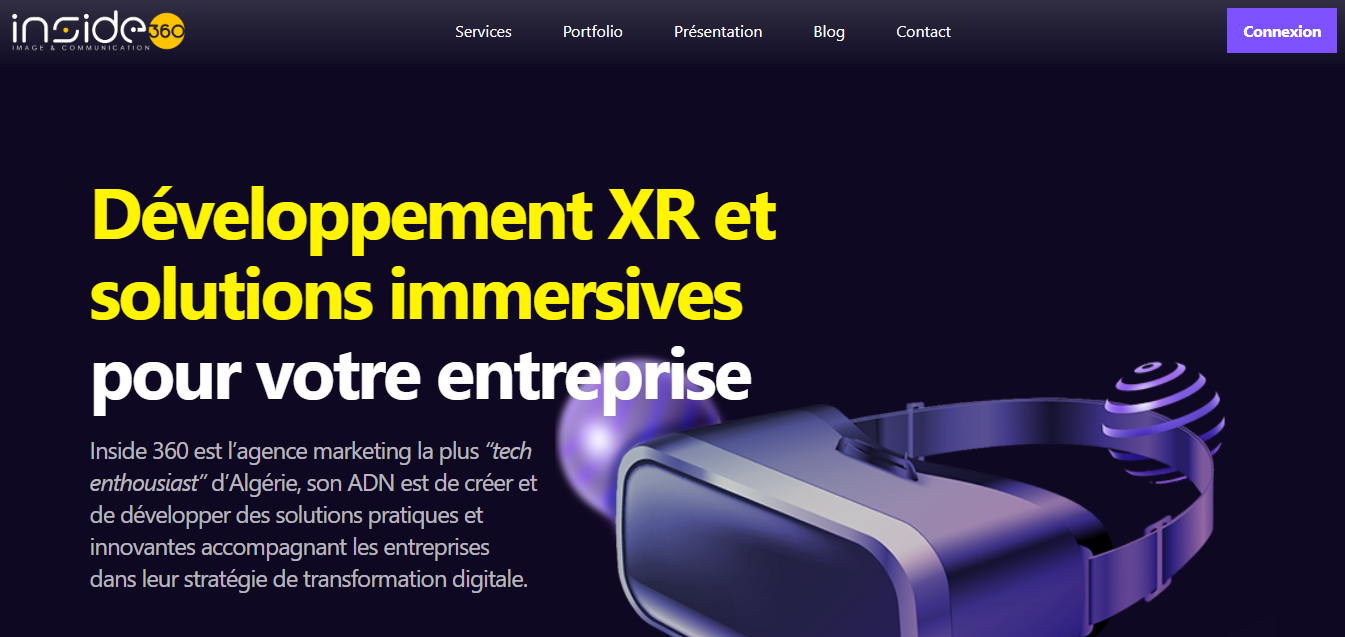 inside 360
IMAGE & COMMUNICATION
Services Portfolio Présentation Blog Contact
Connexion
Développement XR et
solutions immersives
pour votre entreprise
Inside 360 est l’agence marketing la plus “tech
enthousiast” d’Algérie, son ADN est de créer et
de développer des solutions pratiques et
innovantes accompagnant les entreprises
dans leur stratégie de transformation digitale.